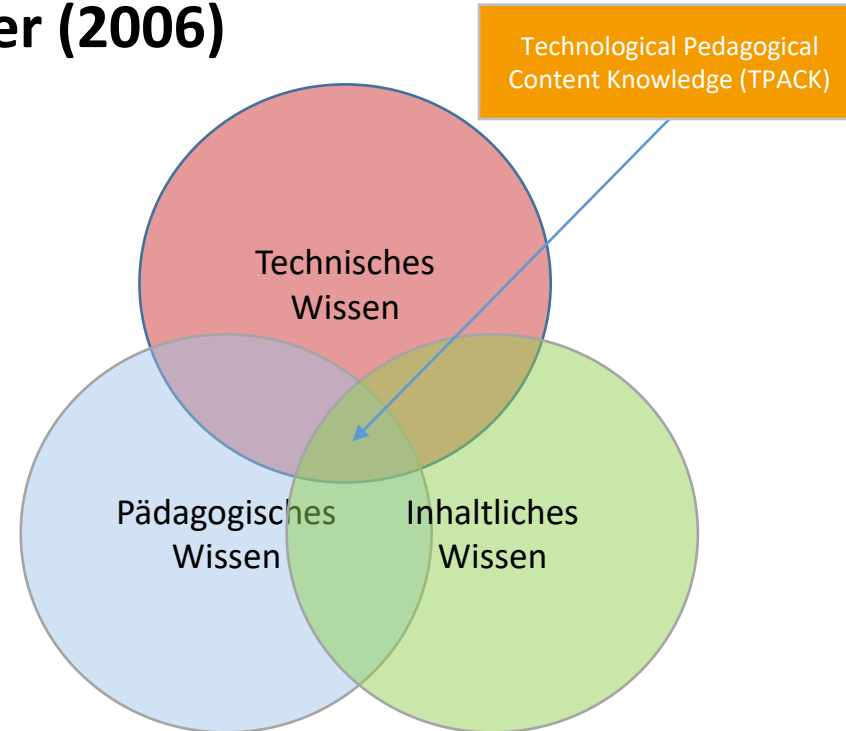 er (2006)
Technological Pedagogical
Content Knowledge (TPACK)
Technisches
Wissen
Pädagogisches
Wissen
Inhaltliches
Wissen